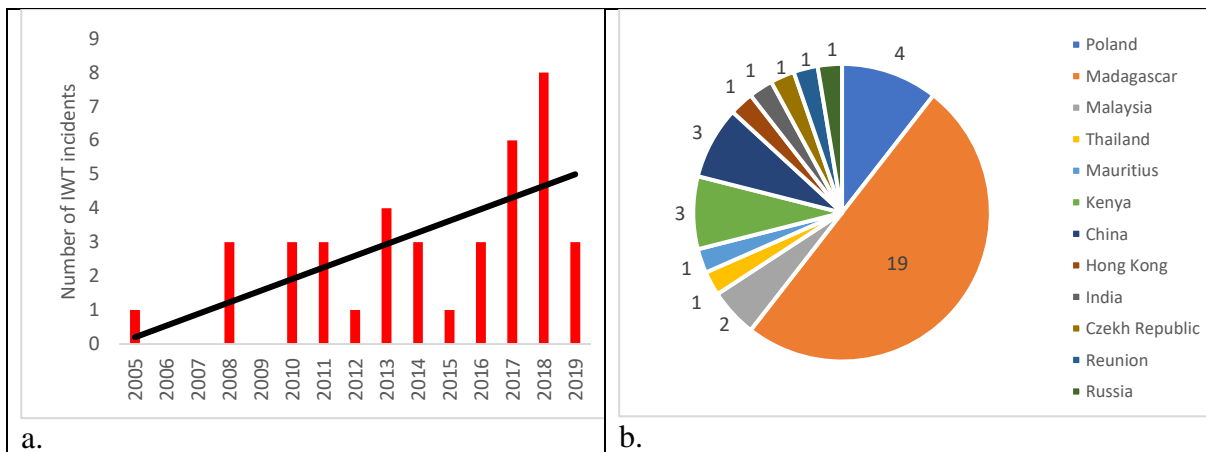 Number of IWT incidents
9
8
7
6
5
4
3
2
1
0
2005
2006
2007
2008
2009
2010
2011
2012
2013
2014
2015
2016
2017
2018
2019
a.
4
19
2
1
1
3
3
1
1
1
1
1
Poland
Madagascar
Malaysia
Thailand
Mauritius
Kenya
China
Hong Kong
India
Czekh Republic
Reunion
Russia
b.